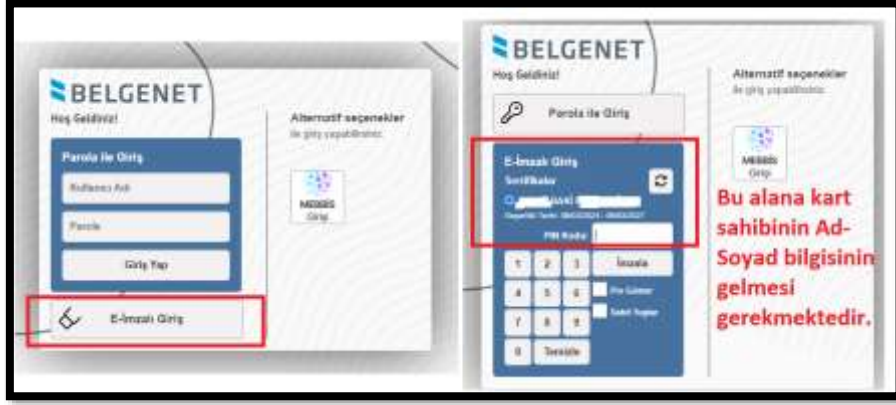 BELGENET
Hoş Geldiniz!
Parola ile Giriş
Kullanıcı Adı
Parola
Giriş Yap
E-İmzalı Giriş
Alternatif seçenekler
ile giriş yapabilirsiniz.
MEBBİS
Giriş
BELGENET
Hoş Geldiniz!
Parola ile Giriş
E-İmzalı Giriş
Sertifikalar
PIN Kodu:
1 2 3 İmzala
4 5 6 Pin Göster
7 8 9 Sabit Tuşlar
0 Temizle
Alternatif seçenekler
ile giriş yapabilirsiniz.
MEBBİS
Giriş
Bu alana kart
sahibinin Ad-
Soyad bilgisinin
gelmesi
gerekmektedir.